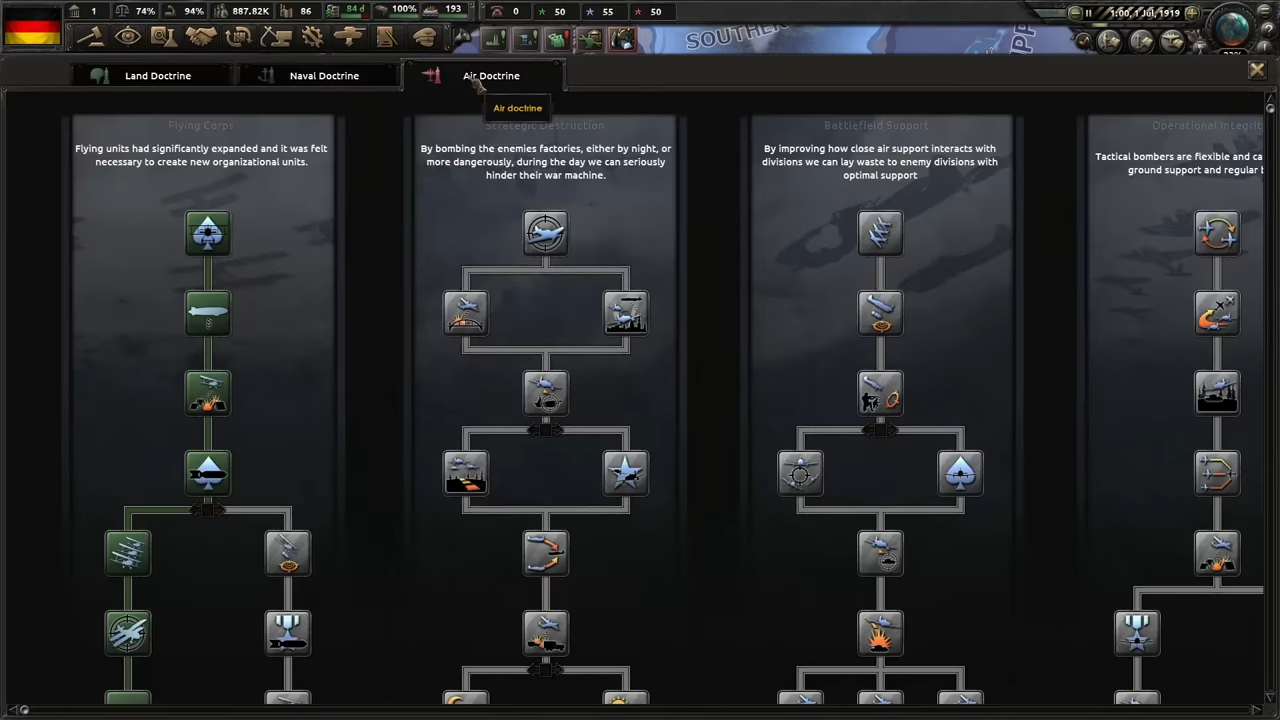 1 74% 94% 887.82K 86 84 d 100% 193 0 50 55 50 1:00, 1 Jul, 1919
SOUTHER
Land Doctrine Naval Doctrine Air Doctrine
Air doctrine
Flying Corps
Flying units had significantly expanded and it was felt
necessary to create new organizational units.
Strategic Destruction
By bombing the enemies factories, either by night, or
more dangerously, during the day we can seriously
hinder their war machine.
Battlefield Support
By improving how close air support interacts with
divisions we can lay waste to enemy divisions with
optimal support
Operational Integrit
Tactical bombers are flexible and ca
ground support and regular b